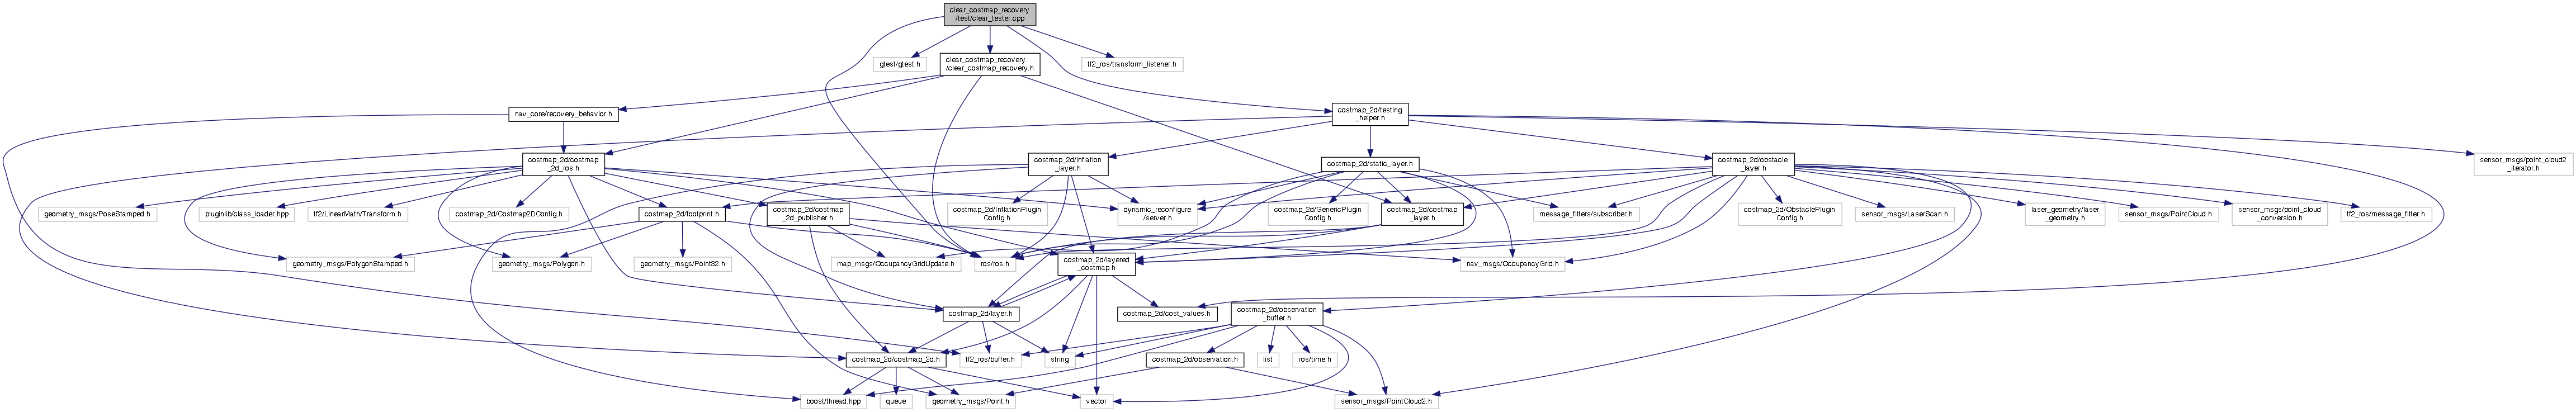 clear_costmap_recovery
/test/clear_tester.cpp
gtest/gtest.h
clear_costmap_recovery
/clear_costmap_recovery.h
tf2_ros/transform_listener.h
nav_core/recovery_behavior.h
costmap_2d/testing
_helper.h
costmap_2d/costmap
_2d_ros.h
costmap_2d/inflation
_layer.h
costmap_2d/static_layer.h
costmap_2d/obstacle
_layer.h
sensor_msgs/point_cloud2
_iterator.h
geometry_msgs/PoseStamped.h
pluginlib/class_loader.hpp
tf2/LinearMath/Transform.h
costmap_2d/Costmap2DConfig.h
costmap_2d/footprint.h
costmap_2d/costmap
_2d_publisher.h
costmap_2d/InflationPlugin
Config.h
dynamic_reconfigure
/server.h
costmap_2d/GenericPlugin
Config.h
costmap_2d/costmap
_layer.h
message_filters/subscriber.h
costmap_2d/ObstaclePlugin
Config.h
sensor_msgs/LaserScan.h
laser_geometry/laser
_geometry.h
sensor_msgs/PointCloud.h
sensor_msgs/point_cloud
_conversion.h
tf2_ros/message_filter.h
geometry_msgs/PolygonStamped.h
geometry_msgs/Polygon.h
geometry_msgs/Point32.h
map_msgs/OccupancyGridUpdate.h
ros/ros.h
costmap_2d/layered
_costmap.h
nav_msgs/OccupancyGrid.h
costmap_2d/layer.h
costmap_2d/cost_values.h
costmap_2d/observation
_buffer.h
costmap_2d/costmap_2d.h
tf2_ros/buffer.h
string
costmap_2d/observation.h
list
ros/time.h
boost/thread.hpp
queue
geometry_msgs/Point.h
vector
sensor_msgs/PointCloud2.h